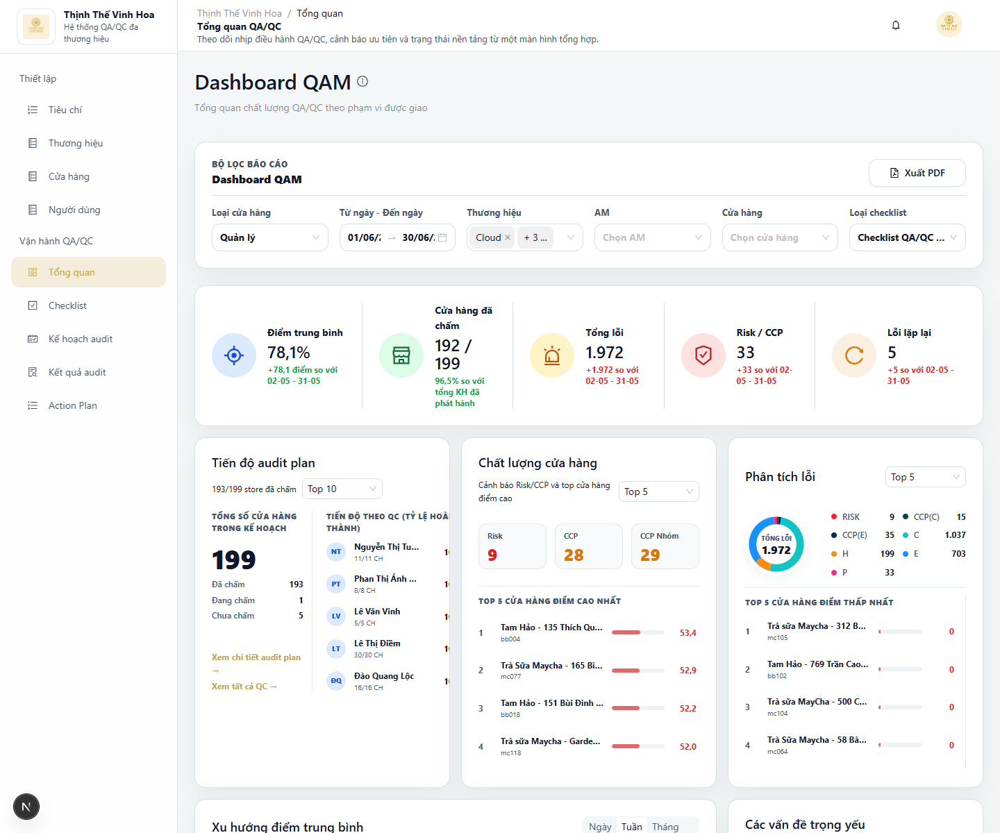 Thịnh Thế Vinh Hoa
Hệ thống QA/QC đa
thương hiệu
Thiết lập
Tiêu chí
Thương hiệu
Cửa hàng
Người dùng
Vận hành QA/QC
Tổng quan
Checklist
Kế hoạch audit
Kết quả audit
Action Plan
N
Thịnh Thế Vinh Hoa / Tổng quan
Tổng quan QA/QC
Theo dõi nhịp điều hành QA/QC, cảnh báo ưu tiên và trạng thái nền tảng từ một màn hình tổng hợp.
Dashboard QAM
Tổng quan chất lượng QA/QC theo phạm vi được giao
BỘ LỌC BÁO CÁO
Dashboard QAM
Xuất PDF
Loại cửa hàng
Quản lý
Từ ngày - Đến ngày
01/06/ → 30/06/
Thương hiệu
Cloud × + 3 ...
AM
Chọn AM
Cửa hàng
Chọn cửa hàng
Loại checklist
Checklist QA/QC ...
Điểm trung bình
78,1%
+78,1 điểm so với
02-05 - 31-05
Cửa hàng đã
chấm
192 /
199
96,5% so với
tổng KH đã
phát hành
Tổng lỗi
1.972
+1.972 so với
02-05 - 31-05
Risk / CCP
33
+33 so với 02-
05 - 31-05
Lỗi lặp lại
5
+5 so với 02-05 -
31-05
Tiến độ audit plan
193/199 store đã chấm Top 10
TỔNG SỐ CỬA HÀNG
TRONG KẾ HOẠCH
199
Đã chấm 193
Đang chấm 1
Chưa chấm 5
Xem chi tiết audit plan
→
Xem tất cả QC →
TIẾN ĐỘ THEO QC (TỶ LỆ HOÀ
THÀNH)
NT Nguyễn Thị Tu...
11/11 CH
PT Phan Thị Ánh ...
8/8 CH
LV Lê Văn Vinh
5/5 CH
LT Lê Thị Diễm
30/30 CH
ĐQ Đào Quang Lộc
16/16 CH
Chất lượng cửa hàng
Cảnh báo Risk/CCP và top cửa hàng
điểm cao
Top 5
Risk
9
CCP
28
CCP Nhóm
29
TOP 5 CỬA HÀNG ĐIỂM CAO NHẤT
1 Tam Hảo - 135 Thích Qu... 53,4
bb004
2 Trà Sữa Maycha - 165 Bì... 52,9
mc077
3 Tam Hảo - 151 Bùi Đình ... 52,2
bb018
4 Trà sữa Maycha - Garde... 52,0
mc118
Phân tích lỗi
Top 5
TỔNG LỖI
1.972
RISK 9 CCP(C) 15
CCP(E) 35 C 1.037
H 199 E 703
P 33
TOP 5 CỬA HÀNG ĐIỂM THẤP NHẤT
1 Trà sữa Maycha - 312 B... 0
mc105
2 Tam Hảo - 769 Trần Cao... 0
bb102
3 Trà sữa MayCha - 500 C... 0
mc104
4 Trà Sữa Maycha - 58 Bà... 0
mc064
Xu hướng điểm trung bình
Ngày Tuần Tháng
Các vấn đề trọng yếu